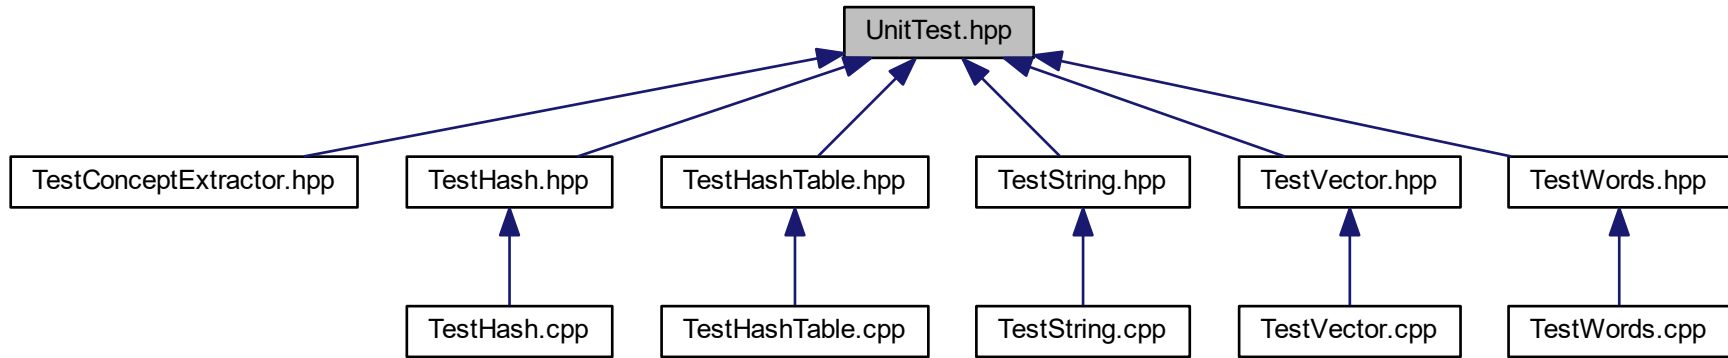 UnitTest.hpp
TestConceptExtractor.hpp
TestHash.hpp
TestHashTable.hpp
TestString.hpp
TestVector.hpp
TestWords.hpp
TestHash.cpp
TestHashTable.cpp
TestString.cpp
TestVector.cpp
TestWords.cpp